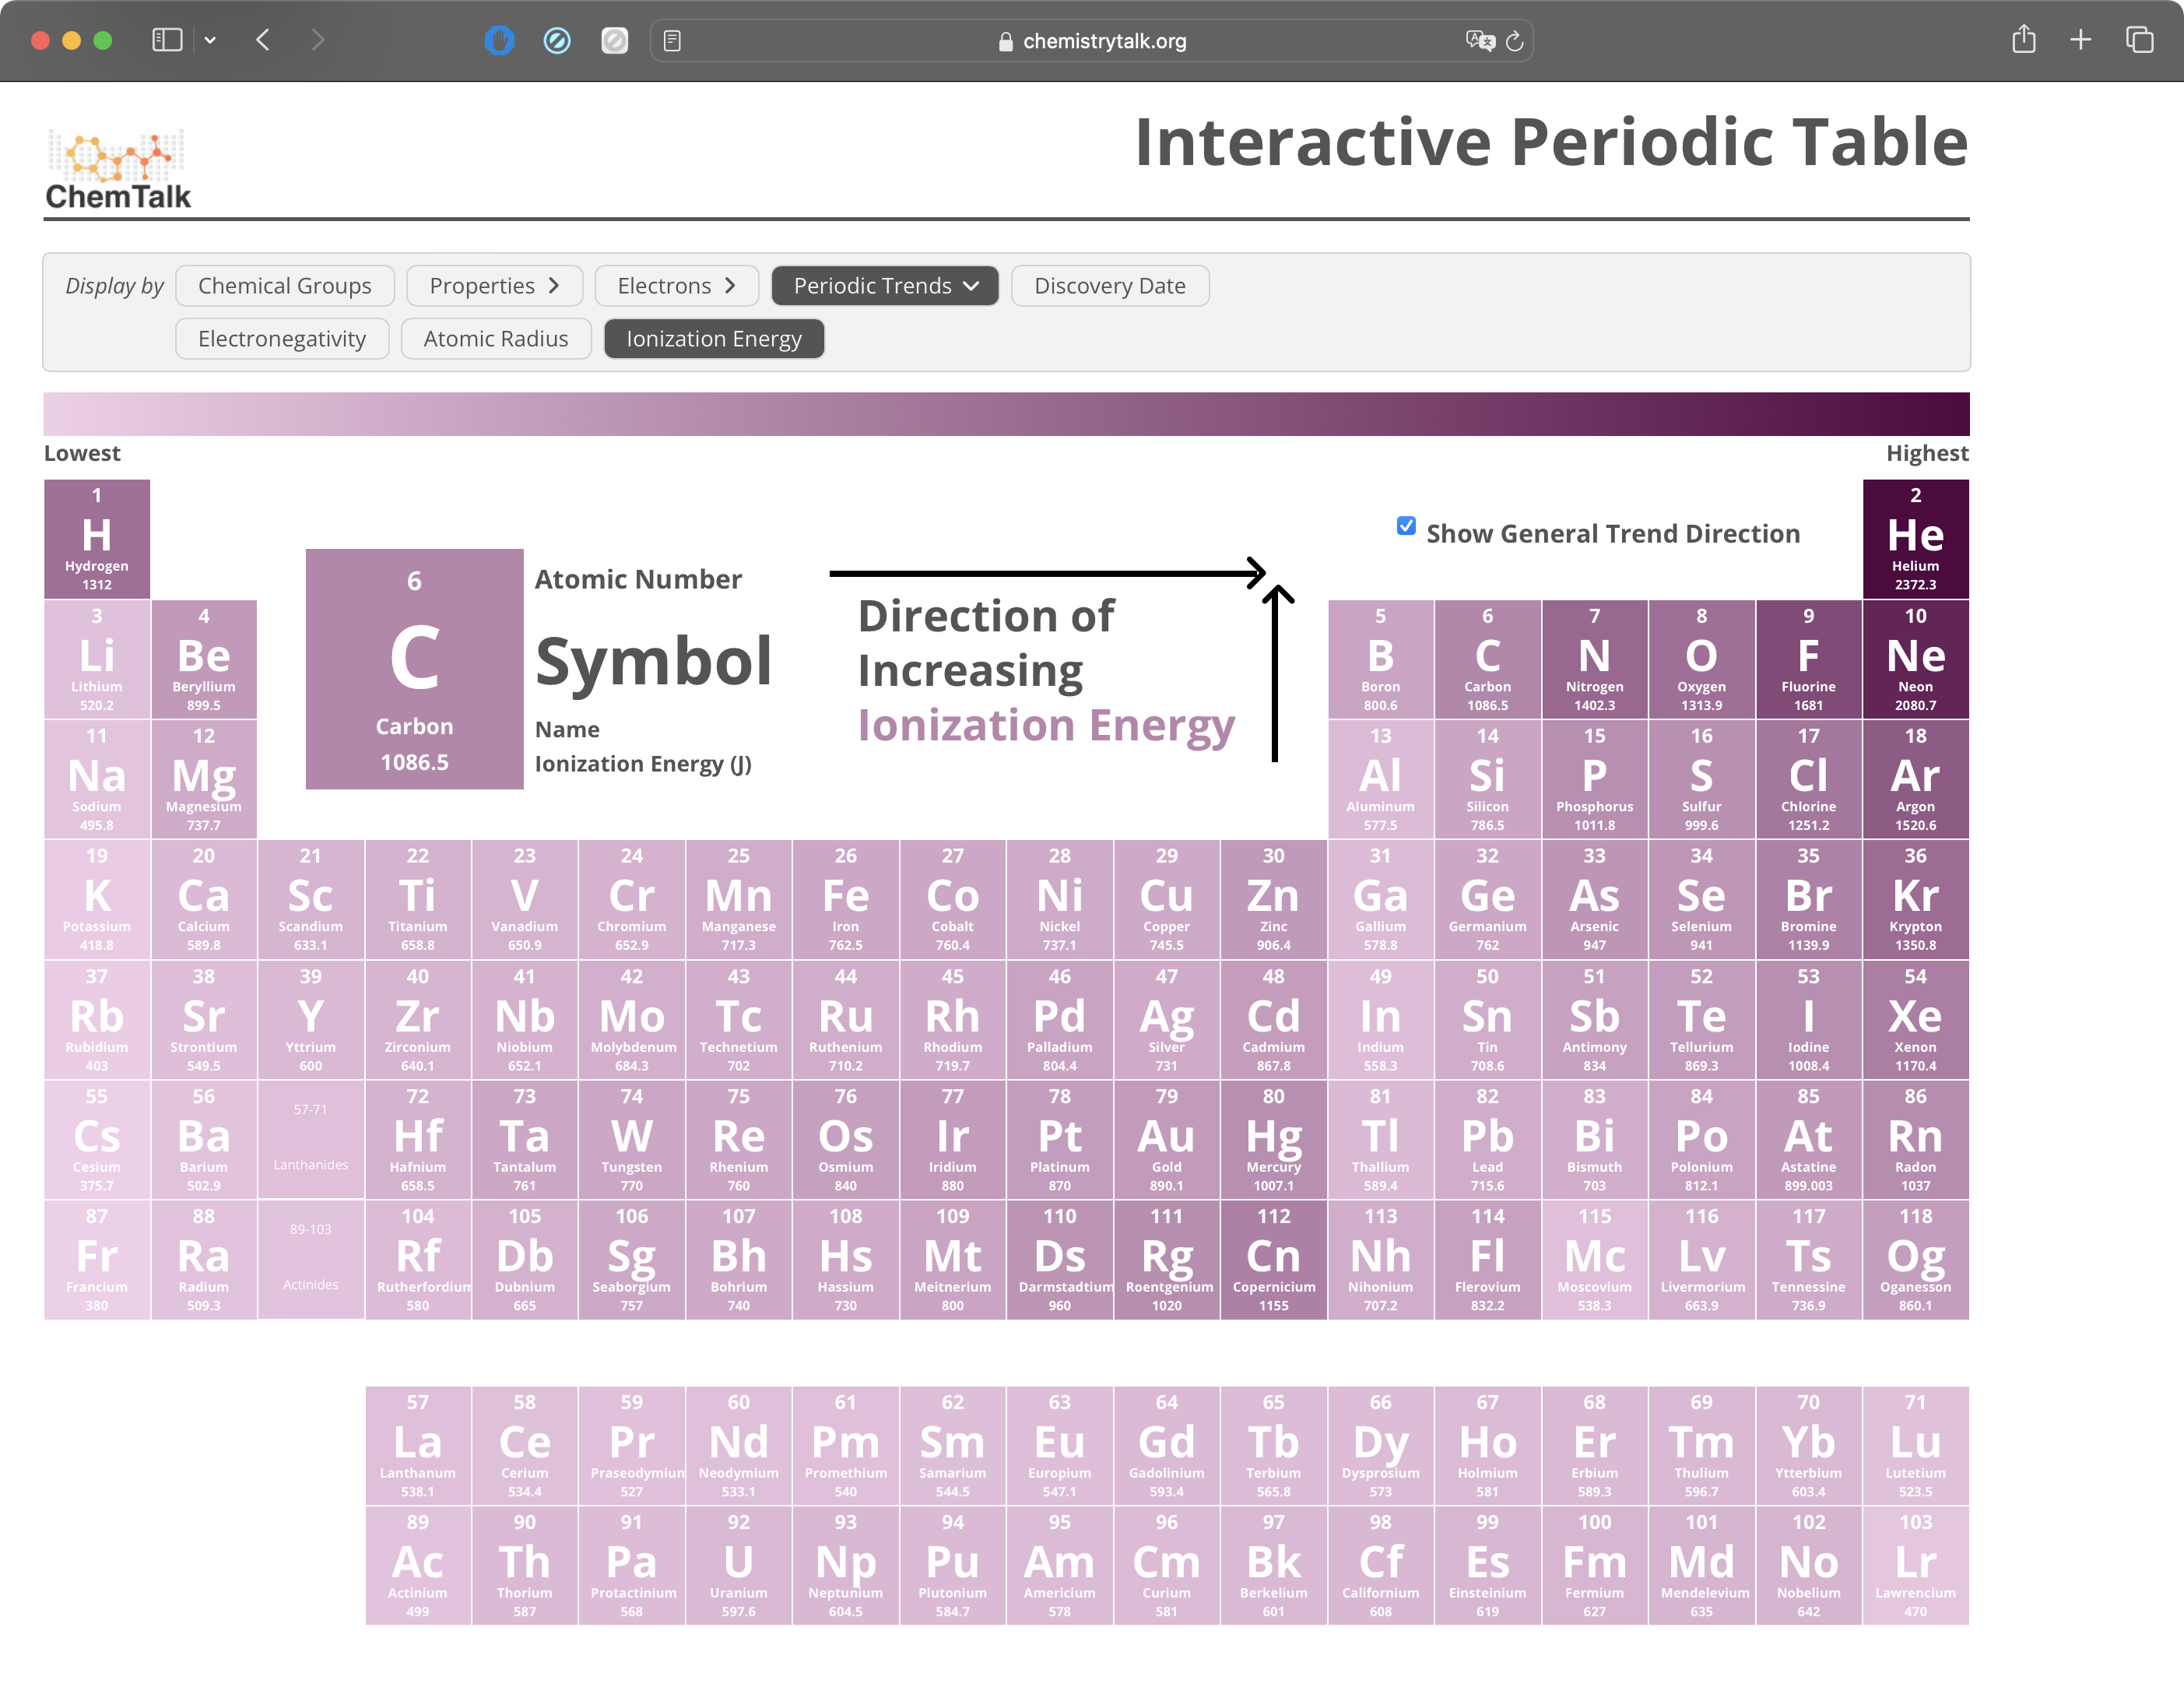 chemistrytalk.org
ChemTalk
Interactive Periodic Table
Display by Chemical Groups Properties Electrons Periodic Trends Discovery Date
Electronegativity Atomic Radius Ionization Energy
Lowest Highest
Show General Trend Direction
6 Atomic Number
C Symbol
Carbon Name
1086.5 Ionization Energy (J)
Direction of
Increasing
Ionization Energy
1 2
H He
Hydrogen Helium
1312 2372.3
3 4 5 6 7 8 9 10
Li Be B C N O F Ne
Lithium Beryllium Boron Carbon Nitrogen Oxygen Fluorine Neon
520.2 899.5 800.6 1086.5 1402.3 1313.9 1681 2080.7
11 12 13 14 15 16 17 18
Na Mg Al Si P S Cl Ar
Sodium Magnesium Aluminum Silicon Phosphorus Sulfur Chlorine Argon
495.8 737.7 577.5 786.5 1011.8 999.6 1251.2 1520.6
19 20 21 22 23 24 25 26 27 28 29 30 31 32 33 34 35 36
K Ca Sc Ti V Cr Mn Fe Co Ni Cu Zn Ga Ge As Se Br Kr
Potassium Calcium Scandium Titanium Vanadium Chromium Manganese Iron Cobalt Nickel Copper Zinc Gallium Germanium Arsenic Selenium Bromine Krypton
418.8 589.8 633.1 658.8 650.9 652.9 717.3 762.5 760.4 737.1 745.5 906.4 578.8 762 947 941 1139.9 1350.8
37 38 39 40 41 42 43 44 45 46 47 48 49 50 51 52 53 54
Rb Sr Y Zr Nb Mo Tc Ru Rh Pd Ag Cd In Sn Sb Te I Xe
Rubidium Strontium Yttrium Zirconium Niobium Molybdenum Technetium Ruthenium Rhodium Palladium Silver Cadmium Indium Tin Antimony Tellurium Iodine Xenon
403 549.5 600 640.1 652.1 684.3 702 710.2 719.7 804.4 731 867.8 558.3 708.6 834 869.3 1008.4 1170.4
55 56 57-71 72 73 74 75 76 77 78 79 80 81 82 83 84 85 86
Cs Ba Hf Ta W Re Os Ir Pt Au Hg Tl Pb Bi Po At Rn
Cesium Barium Lanthanides Hafnium Tantalum Tungsten Rhenium Osmium Iridium Platinum Gold Mercury Thallium Lead Bismuth Polonium Astatine Radon
375.7 502.9 658.5 761 770 760 840 880 870 890.1 1007.1 589.4 715.6 703 812.1 899.003 1037
87 88 89-103 104 105 106 107 108 109 110 111 112 113 114 115 116 117 118
Fr Ra Rf Db Sg Bh Hs Mt Ds Rg Cn Nh Fl Mc Lv Ts Og
Francium Radium Actinides Rutherfordium Dubnium Seaborgium Bohrium Hassium Meitnerium Darmstadtium Roentgenium Copernicium Nihonium Flerovium Moscovium Livermorium Tennessine Oganesson
380 509.3 580 665 757 740 730 800 960 1020 1155 707.2 832.2 538.3 663.9 736.9 860.1
57 58 59 60 61 62 63 64 65 66 67 68 69 70 71
La Ce Pr Nd Pm Sm Eu Gd Tb Dy Ho Er Tm Yb Lu
Lanthanum Cerium Praseodymium Neodymium Promethium Samarium Europium Gadolinium Terbium Dysprosium Holmium Erbium Thulium Ytterbium Lutetium
538.1 534.4 527 533.1 540 544.5 547.1 593.4 565.8 573 581 589.3 596.7 603.4 523.5
89 90 91 92 93 94 95 96 97 98 99 100 101 102 103
Ac Th Pa U Np Pu Am Cm Bk Cf Es Fm Md No Lr
Actinium Thorium Protactinium Uranium Neptunium Plutonium Americium Curium Berkelium Californium Einsteinium Fermium Mendelevium Nobelium Lawrencium
499 587 568 597.6 604.5 584.7 578 581 601 608 619 627 635 642 470